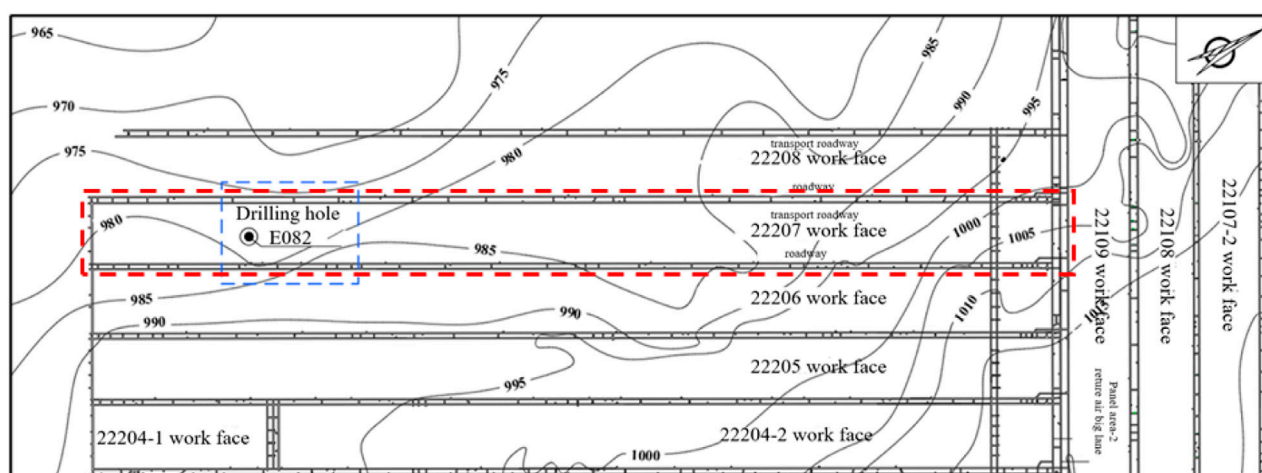 965
985
975
970
990
995
transport roadway
22208 work face
975
980
roadway
Drilling hole
E082
980
transport roadway
22207 work face
985
1000
1005
roadway
22109 work face
22108 work face
22107-2 work face
985
22206 work face
990
990
1010
22205 work face
995
Panel area-2
reture air big lane
22204-1 work face
22204-2 work face
1000